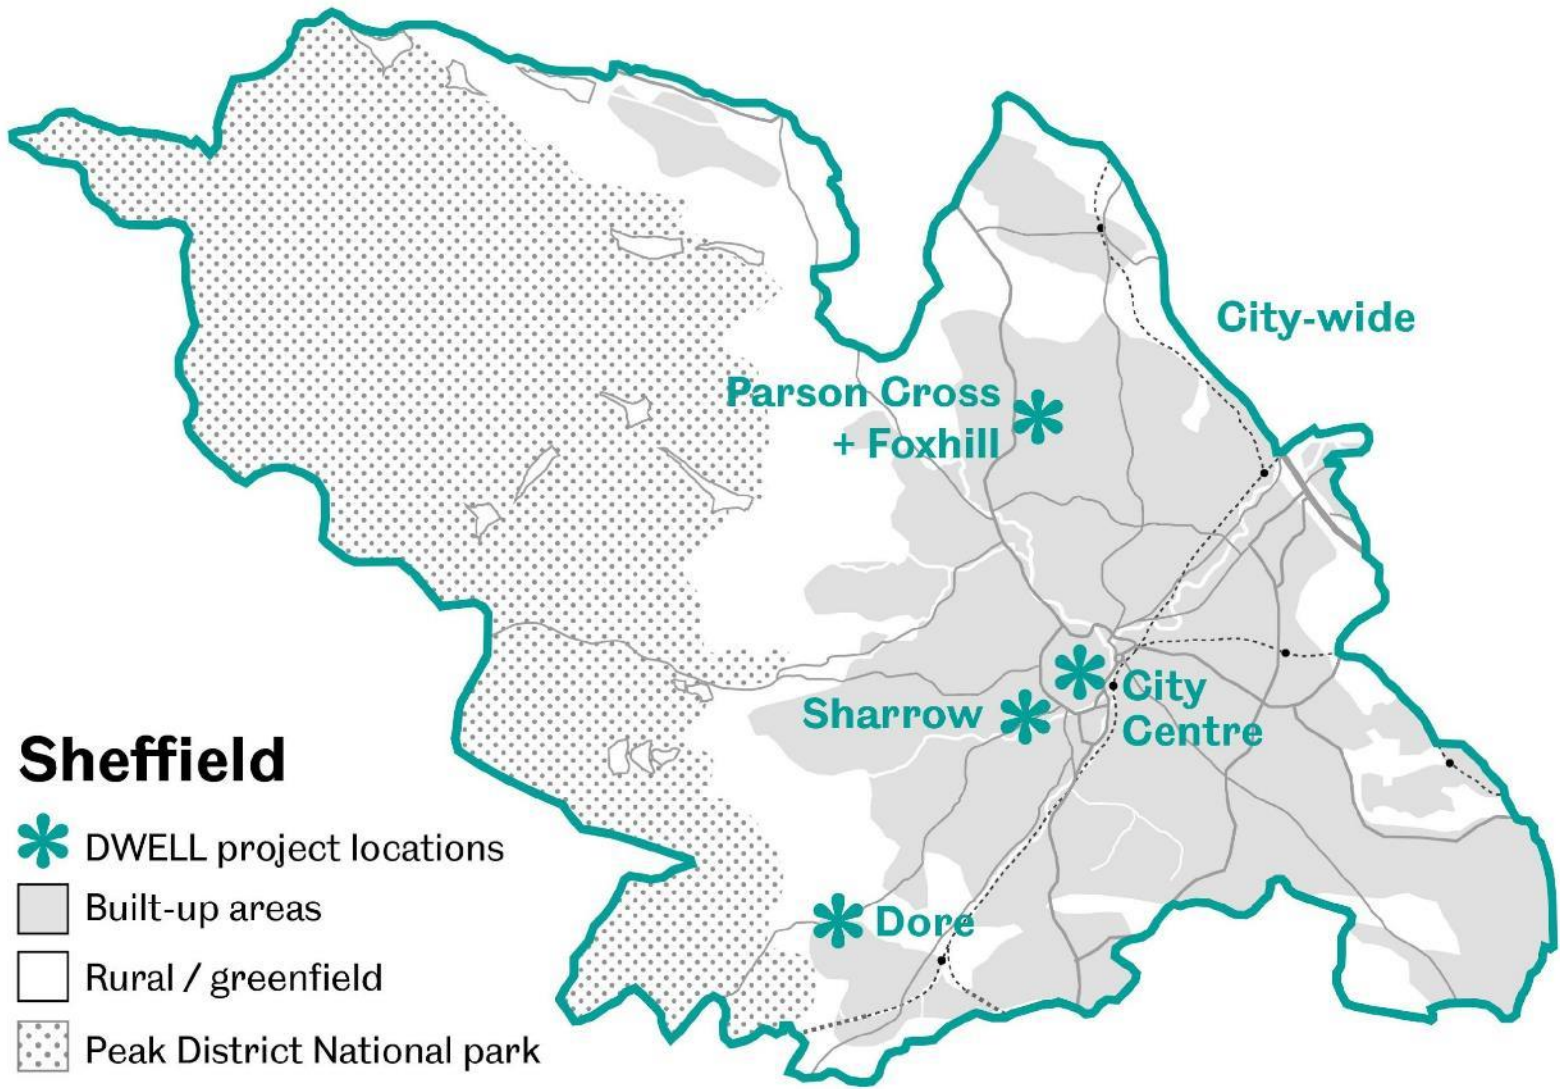 City-wide
Parson Cross
+ Foxhill
Sharrow
City
Centre
Dore
Sheffield
DWELL project locations
Built-up areas
Rural / greenfield
Peak District National park